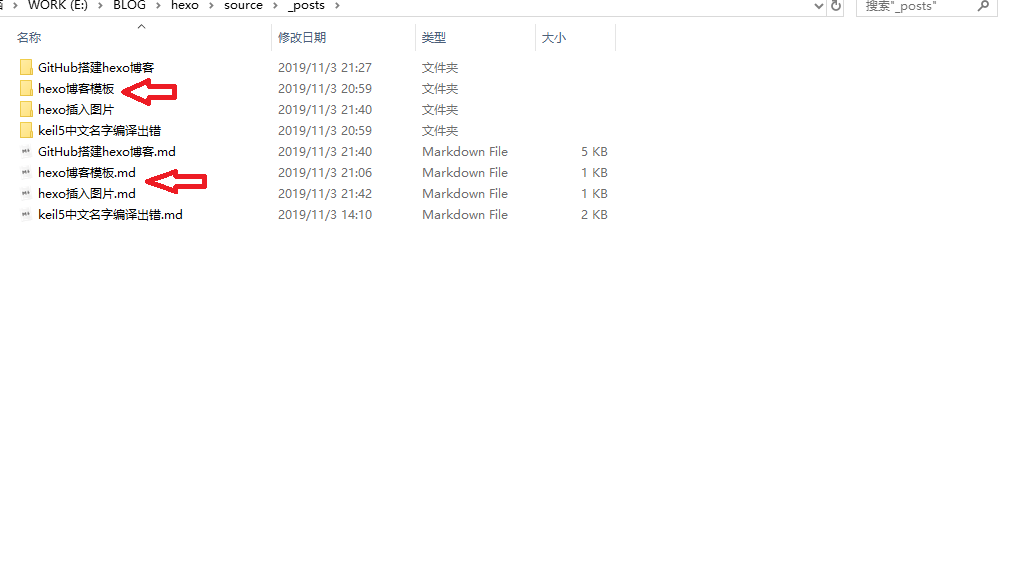 WORK (E:) › BLOG › hexo › source › _posts › 搜索"_posts"
名称 修改日期 类型 大小
GitHub搭建hexo博客 2019/11/3 21:27 文件夹
hexo博客模板 2019/11/3 20:59 文件夹
hexo插入图片 2019/11/3 21:40 文件夹
keil5中文名字编译出错 2019/11/3 20:59 文件夹
GitHub搭建hexo博客.md 2019/11/3 21:40 Markdown File 5 KB
hexo博客模板.md 2019/11/3 21:06 Markdown File 1 KB
hexo插入图片.md 2019/11/3 21:42 Markdown File 1 KB
keil5中文名字编译出错.md 2019/11/3 14:10 Markdown File 2 KB